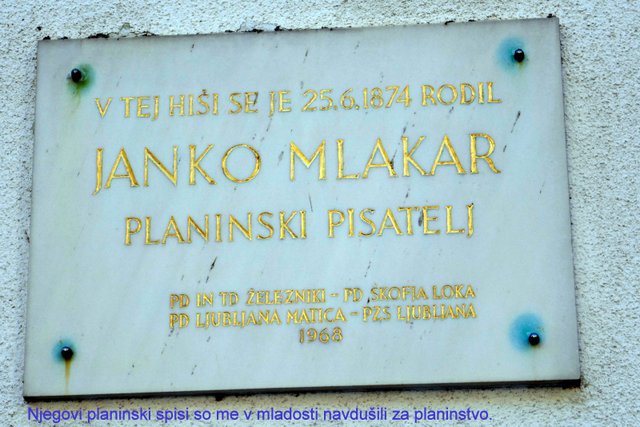 V TEJ HIŠI SE JE 25.6.1874 RODIL
JANKO MLAKAR
PLANINSKI PISATELJ
PD IN TD ŽELEZNIKI - PD ŠKOFJA LOKA
PD LJUBLJANA MATICA - PZS LJUBLJANA
1968
Njegovi planinski spisi so me v mladosti navdušili za planinstvo.